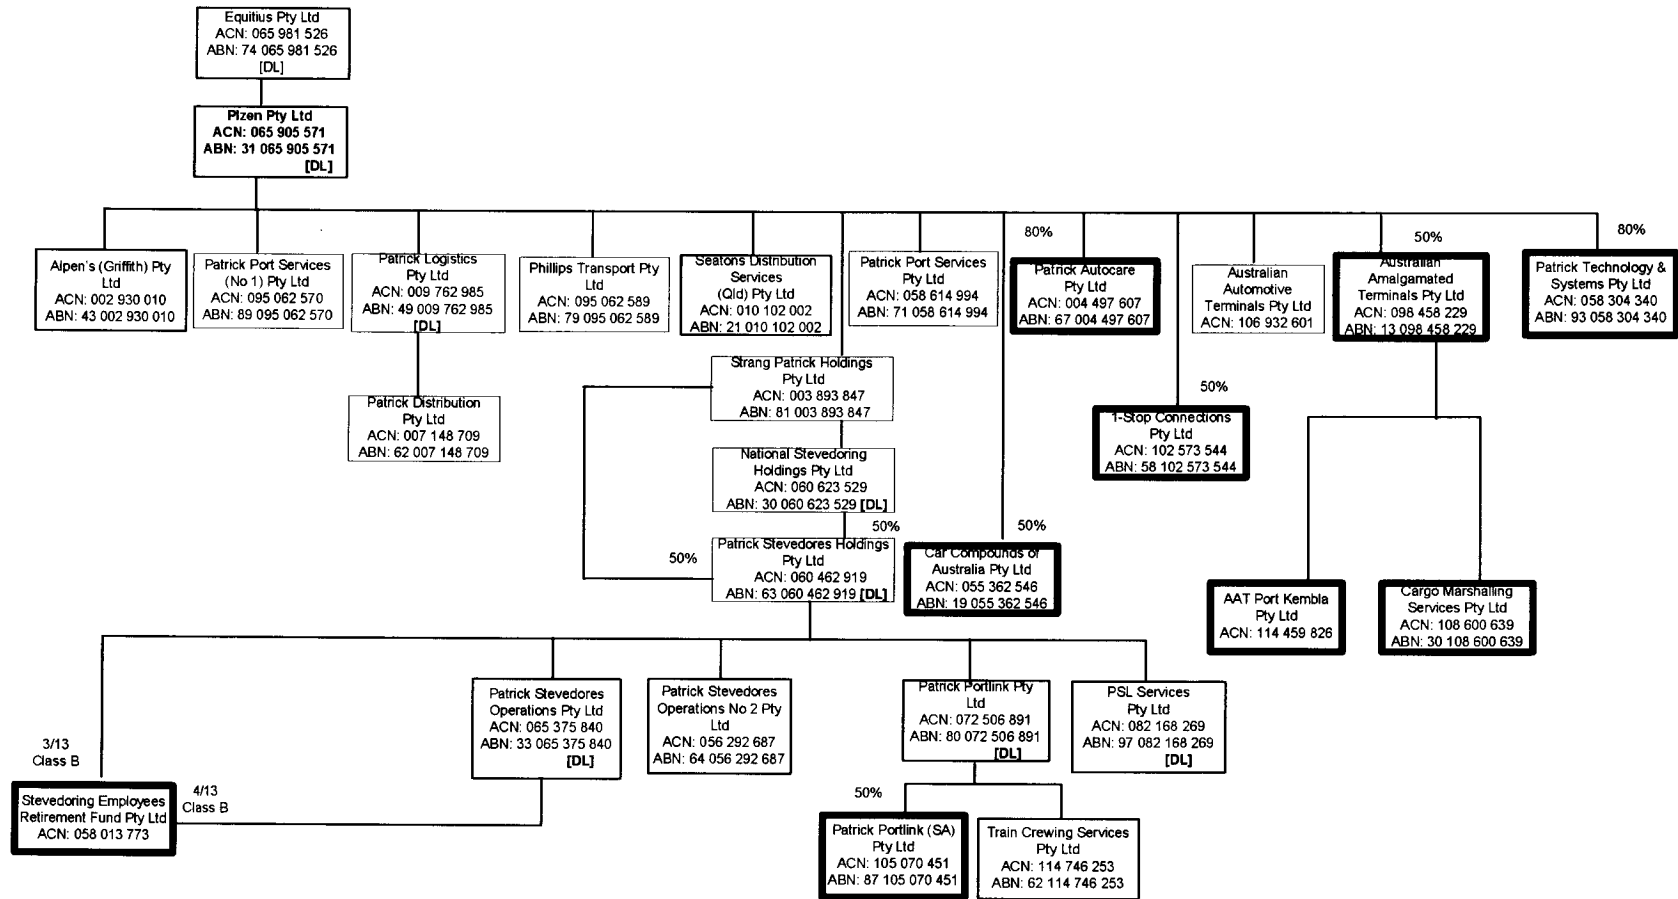 Equitius Pty Ltd
ACN: 065 981 526
ABN: 74 065 981 526
[DL]
Plzen Pty Ltd
ACN: 065 905 571
ABN: 31 065 905 571
[DL]
Alpen's (Griffith) Pty
Ltd
ACN: 002 930 010
ABN: 43 002 930 010
Patrick Port Services
(No 1) Pty Ltd
ACN: 095 062 570
ABN: 89 095 062 570
Patrick Logistics
Pty Ltd
ACN: 009 762 985
ABN: 49 009 762 985
[DL]
Phillips Transport Pty
Ltd
ACN: 095 062 589
ABN: 79 095 062 589
Seatons Distribution
Services
(Qld) Pty Ltd
ACN: 010 102 002
ABN: 21 010 102 002
Patrick Port Services
Pty Ltd
ACN: 058 614 994
ABN: 71 058 614 994
80%
Patrick Autocare
Pty Ltd
ACN: 004 497 607
ABN: 67 004 497 607
Australian
Automotive
Terminals Pty Ltd
ACN: 106 932 601
50%
Australian
Amalgamated
Terminals Pty Ltd
ACN: 098 458 229
ABN: 13 098 458 229
80%
Patrick Technology &
Systems Pty Ltd
ACN: 058 304 340
ABN: 93 058 304 340
Patrick Distribution
Pty Ltd
ACN: 007 148 709
ABN: 62 007 148 709
Strang Patrick Holdings
Pty Ltd
ACN: 003 893 847
ABN: 81 003 893 847
50%
1-Stop Connections
Pty Ltd
ACN: 102 573 544
ABN: 58 102 573 544
National Stevedoring
Holdings Pty Ltd
ACN: 060 623 529
ABN: 30 060 623 529 [DL]
50%
50%
Patrick Stevedores Holdings
Pty Ltd
ACN: 060 462 919
ABN: 63 060 462 919 [DL]
50%
Car Compounds of
Australia Pty Ltd
ACN: 055 362 546
ABN: 19 055 362 546
AAT Port Kembla
Pty Ltd
ACN: 114 459 826
Cargo Marshalling
Services Pty Ltd
ACN: 108 600 639
ABN: 30 108 600 639
3/13
Class B
Stevedoring Employees
Retirement Fund Pty Ltd
ACN: 058 013 773
4/13
Class B
Patrick Stevedores
Operations Pty Ltd
ACN: 065 375 840
ABN: 33 065 375 840
[DL]
Patrick Stevedores
Operations No 2 Pty
Ltd
ACN: 056 292 687
ABN: 64 056 292 687
Patrick Portlink Pty
Ltd
ACN: 072 506 891
ABN: 80 072 506 891
[DL]
PSL Services
Pty Ltd
ACN: 082 168 269
ABN: 97 082 168 269
[DL]
50%
Patrick Portlink (SA)
Pty Ltd
ACN: 105 070 451
ABN: 87 105 070 451
Train Crewing Services
Pty Ltd
ACN: 114 746 253
ABN: 62 114 746 253